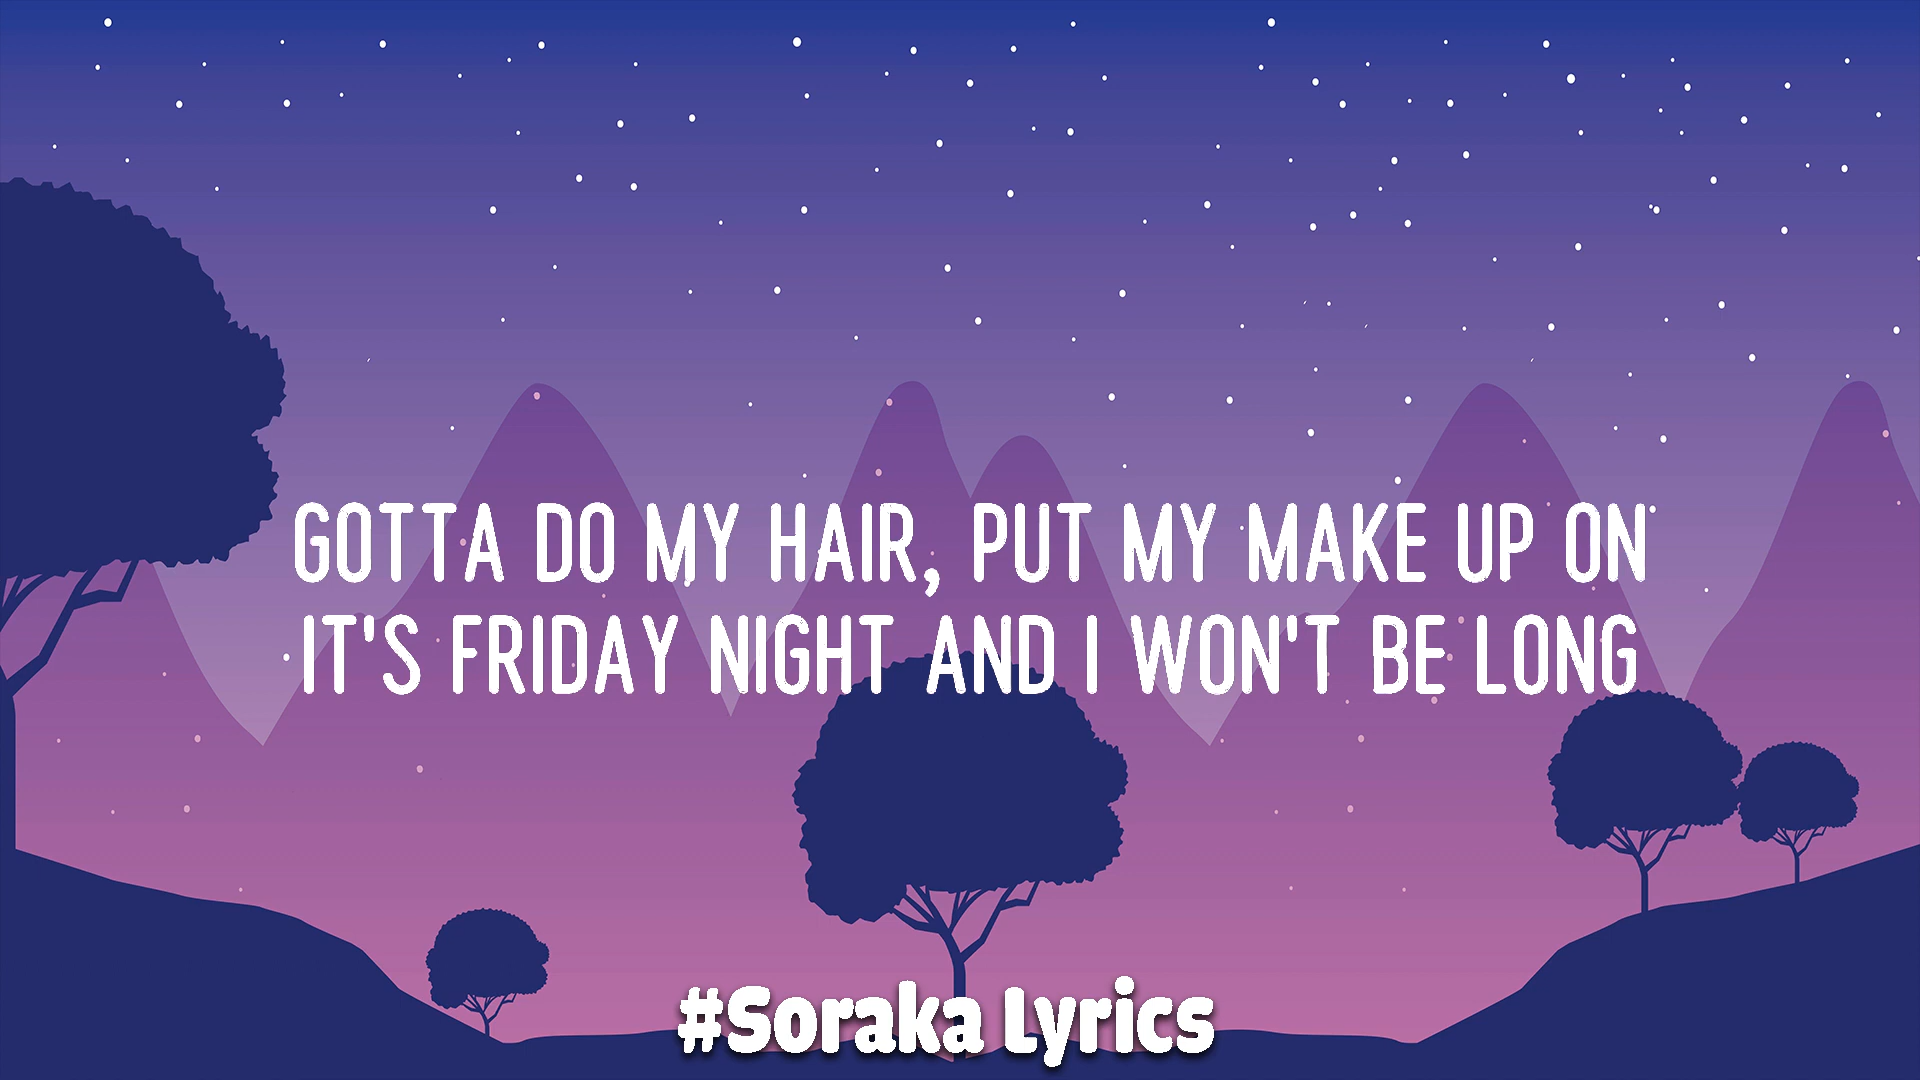 GOTTA DO MY HAIR, PUT MY MAKE UP ON
IT'S FRIDAY NIGHT AND I WON'T BE LONG
#Soraka Lyrics